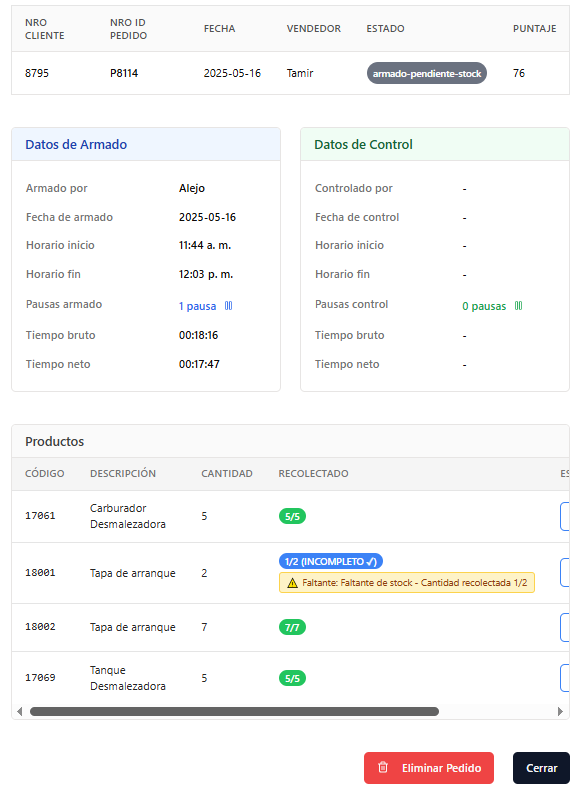 NRO CLIENTE NRO ID PEDIDO FECHA VENDEDOR ESTADO PUNTAJE
8795 P8114 2025-05-16 Tamir armado-pendiente-stock 76
Datos de Armado
Armado por Alejo
Fecha de armado 2025-05-16
Horario inicio 11:44 a. m.
Horario fin 12:03 p. m.
Pausas armado 1 pausa
Tiempo bruto 00:18:16
Tiempo neto 00:17:47
Datos de Control
Controlado por -
Fecha de control -
Horario inicio -
Horario fin -
Pausas control 0 pausas
Tiempo bruto -
Tiempo neto -
Productos
CÓDIGO DESCRIPCIÓN CANTIDAD RECOLECTADO ES
17061 Carburador Desmalezadora 5 5/5
18001 Tapa de arranque 2 1/2 (INCOMPLETO ✓)
Faltante: Faltante de stock - Cantidad recolectada 1/2
18002 Tapa de arranque 7 7/7
17069 Tanque Desmalezadora 5 5/5
Eliminar Pedido Cerrar